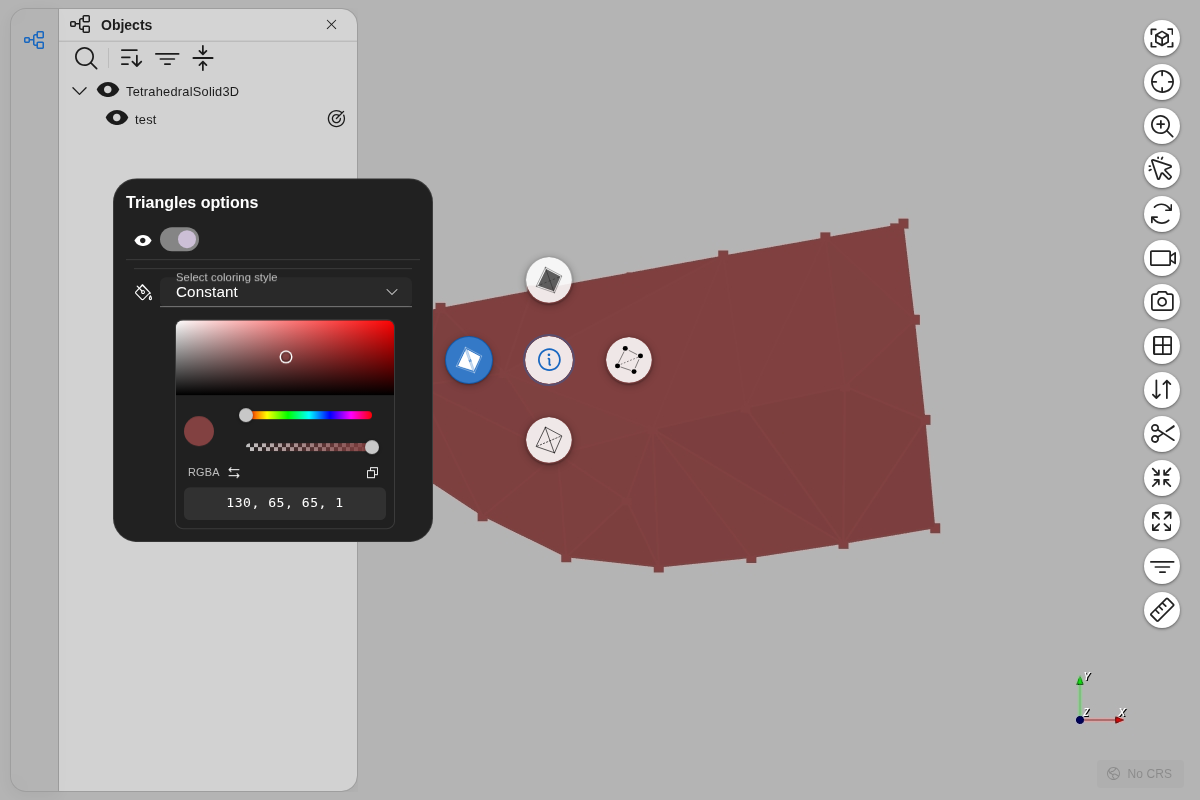 Objects
TetrahedralSolid3D
test
Triangles options
Select coloring style
Constant
RGBA
130, 65, 65, 1
Y
Z
X
No CRS